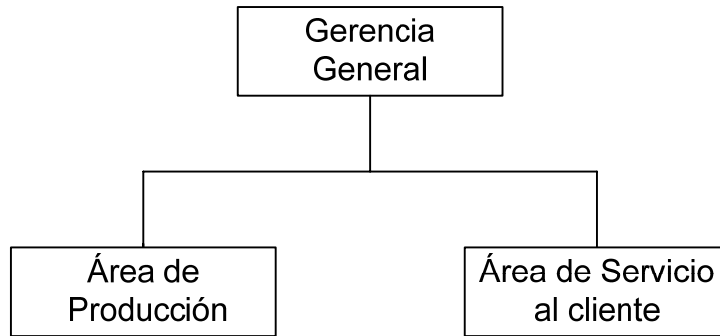 Gerencia
General
Área de
Producción
Área de Servicio
al cliente